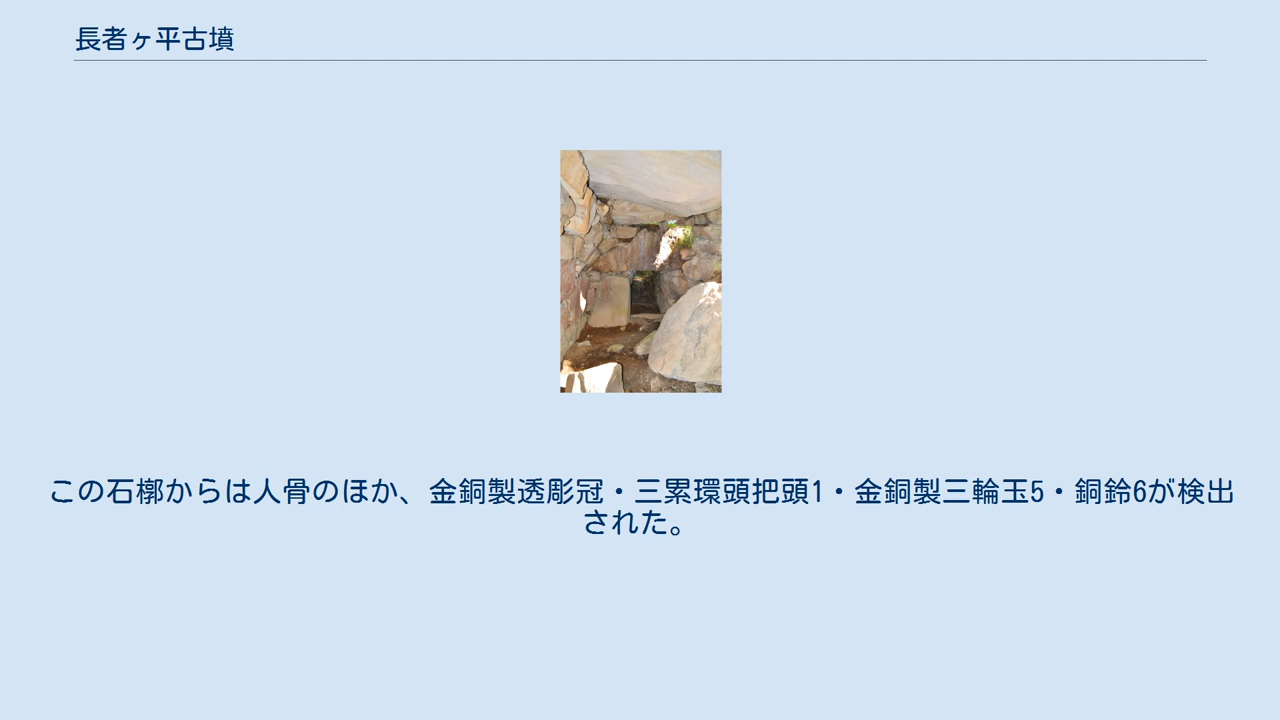 長者ヶ平古墳
この石槨からは人骨のほか、金銅製透彫冠・三累環頭把頭1・金銅製三輪玉5・銅鈴6が検出
された。